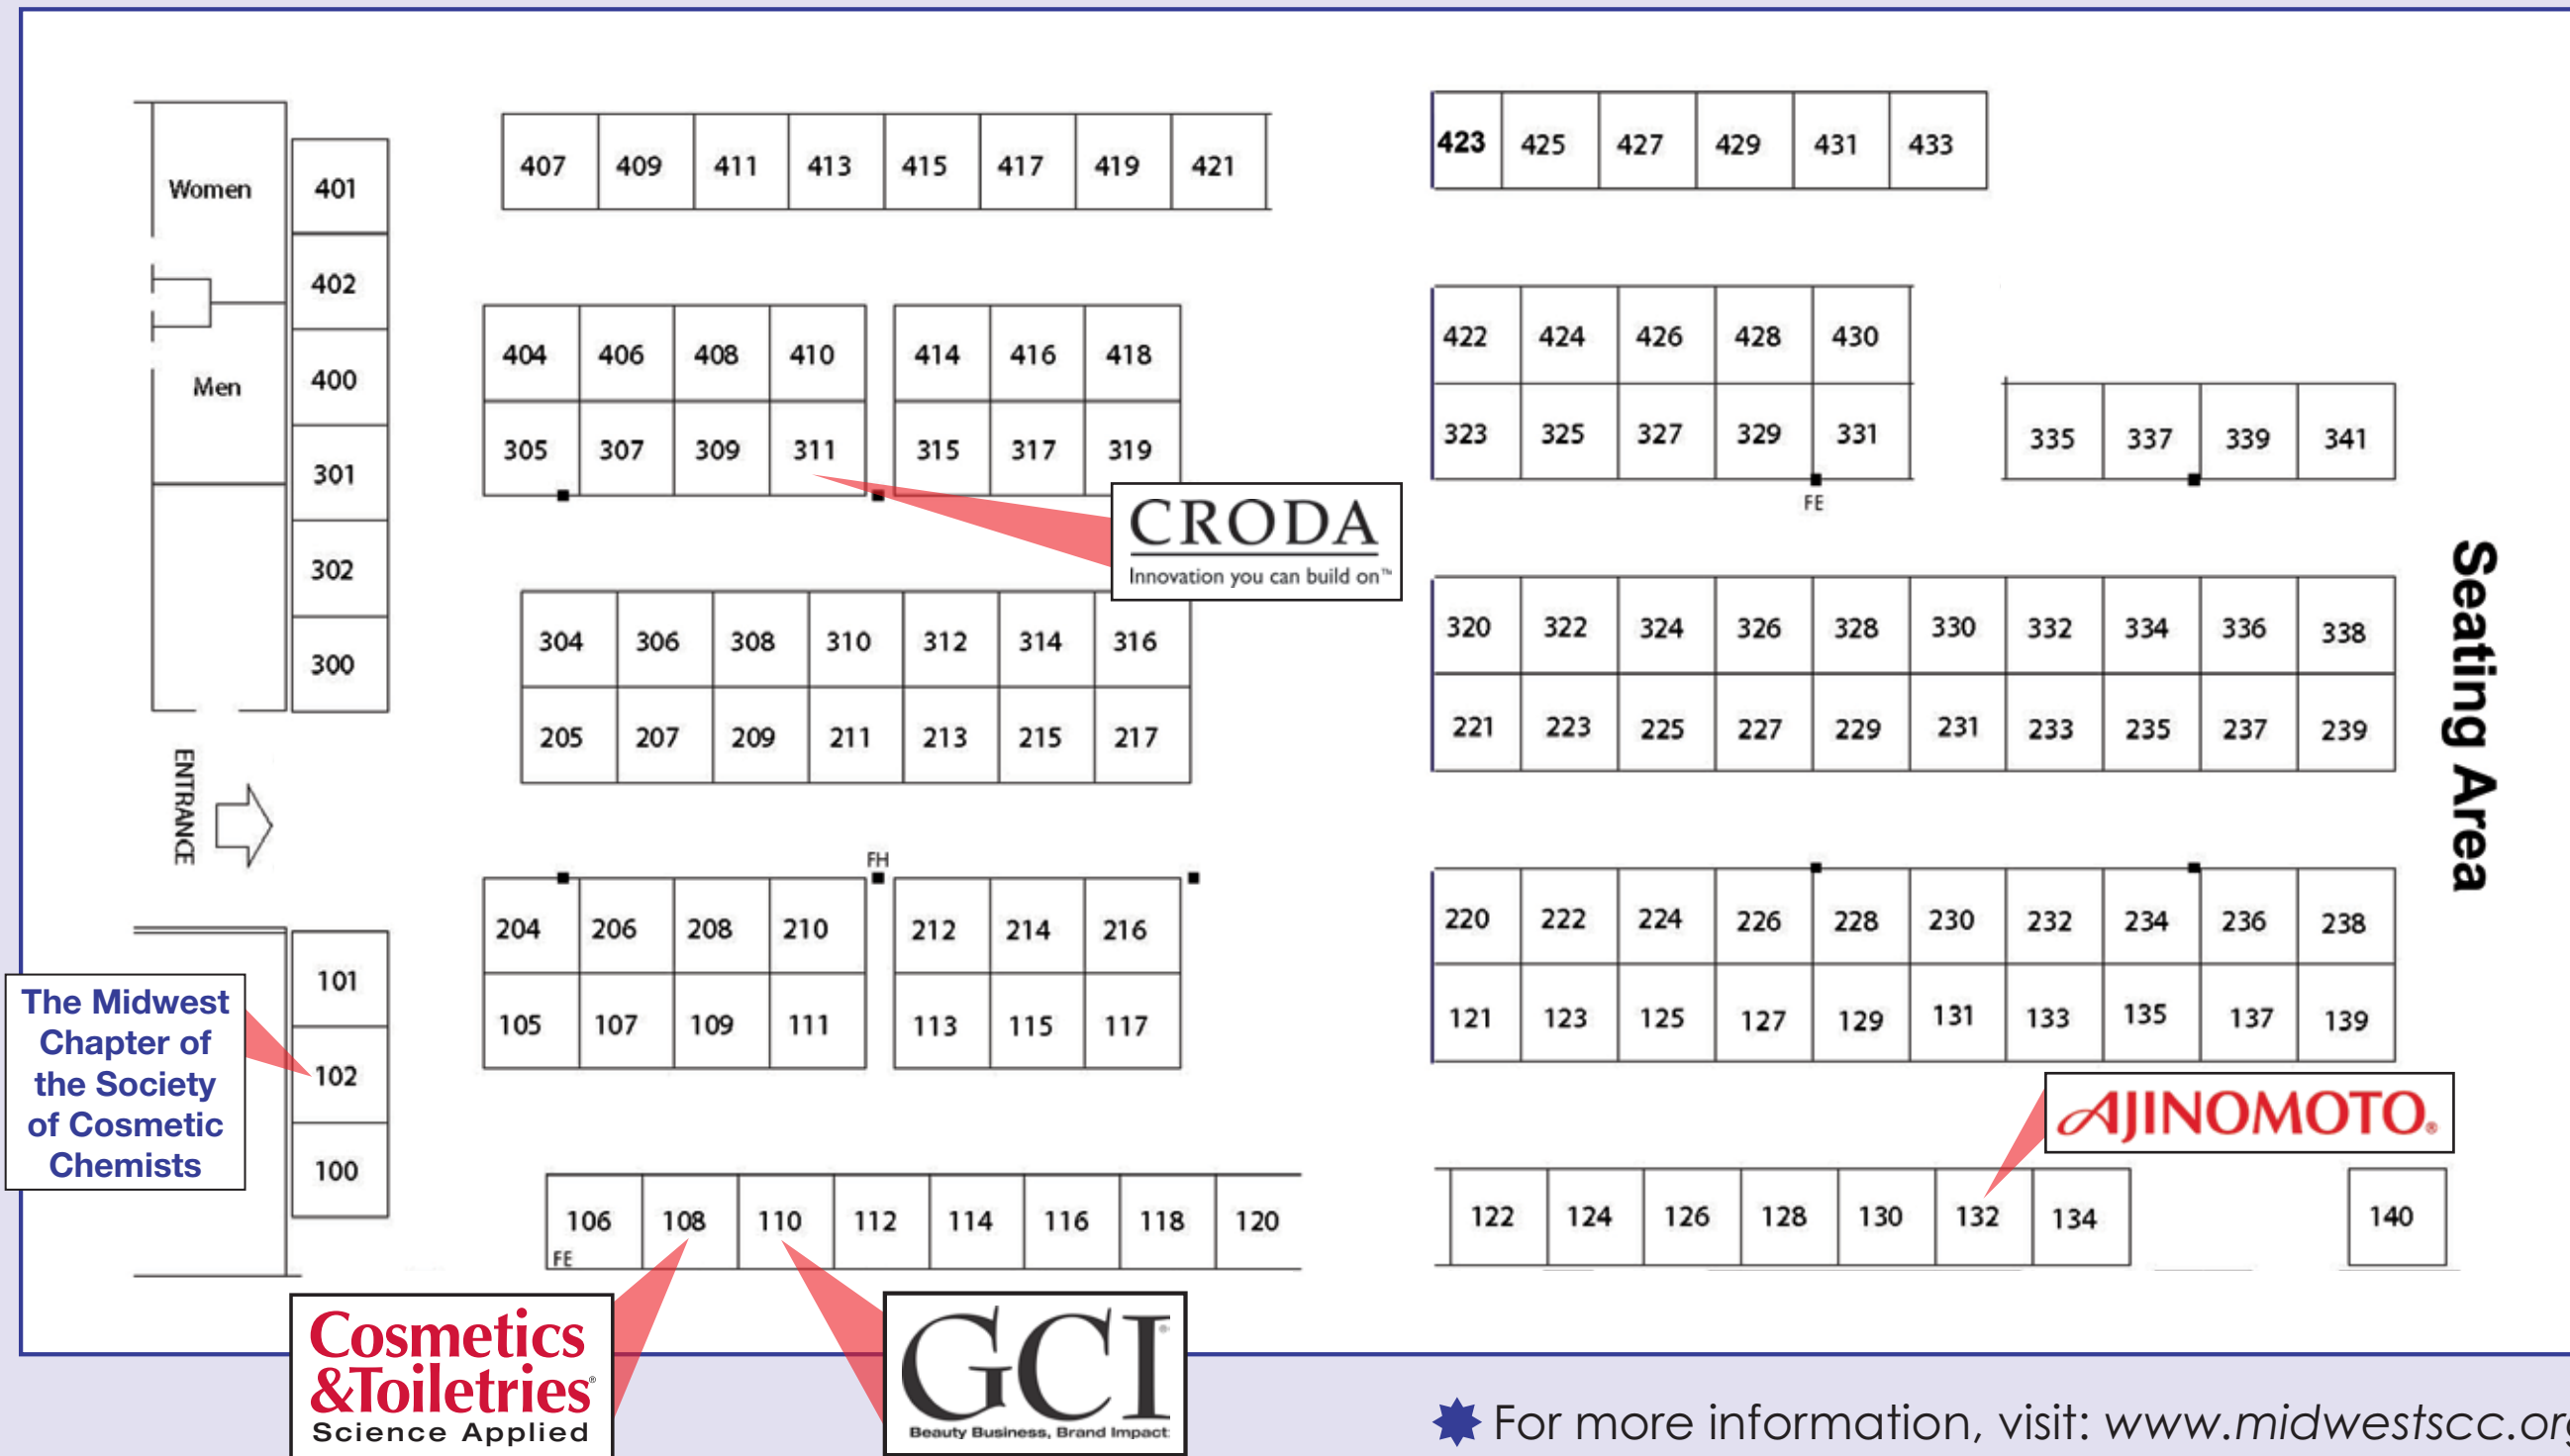 423 425 427 429 431 433
407 409 411 413 415 417 419 421
Women
401
402
400
301
302
300
Men
404 406 408 410 414 416 418
305 307 309 311 315 317 319
422 424 426 428 430
323 325 327 329 331
335 337 339 341
FE
CRODA
Innovation you can build on™
304 306 308 310 312 314 316
205 207 209 211 213 215 217
320 322 324 326 328 330 332 334 336 338
221 223 225 227 229 231 233 235 237 239
Seating Area
ENTRANCE
FH
204 206 208 210 212 214 216
105 107 109 111 113 115 117
220 222 224 226 228 230 232 234 236 238
121 123 125 127 129 131 133 135 137 139
101
102
100
The Midwest
Chapter of
the Society
of Cosmetic
Chemists
AJINOMOTO®
106 108 110 112 114 116 118 120
FE
122 124 126 128 130 132 134 140
Cosmetics
&Toiletries®
Science Applied
GCI®
Beauty Business, Brand Impact
For more information, visit: www.midwestscc.org